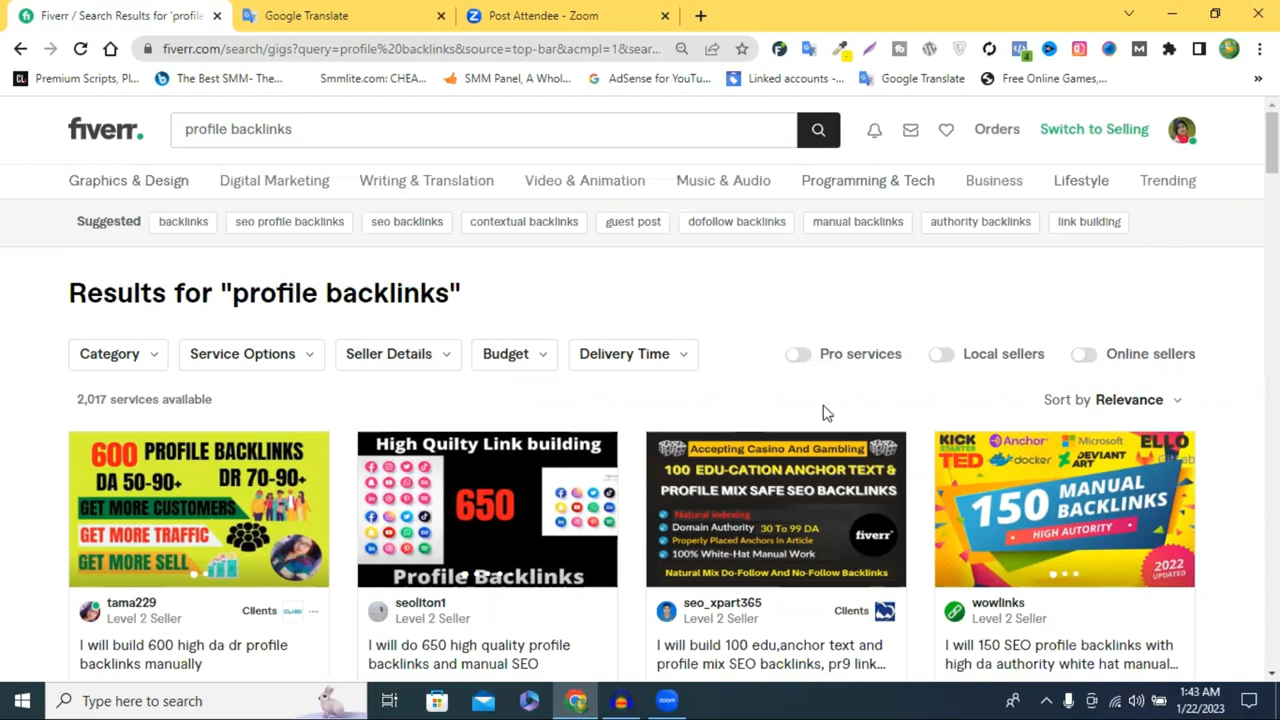 Fiverr / Search Results for 'profile
Google Translate
Post Attendee - Zoom
fiverr.com/search/gigs?query=profile%20backlinks&source=top-bar&acmpl=1&sear...
4
M
CL Premium Scripts, Pl...
The Best SMM- The...
Smmlite.com: CHEA...
SMM Panel, A Whol...
AdSense for YouTu...
Linked accounts -...
Google Translate
Free Online Games,...
»
fiverr.
profile backlinks
Orders
Switch to Selling
Graphics & Design
Digital Marketing
Writing & Translation
Video & Animation
Music & Audio
Programming & Tech
Business
Lifestyle
Trending
Suggested
backlinks
seo profile backlinks
seo backlinks
contextual backlinks
guest post
dofollow backlinks
manual backlinks
authority backlinks
link building
Results for "profile backlinks"
Category
Service Options
Seller Details
Budget
Delivery Time
Pro services
Local sellers
Online sellers
2,017 services available
Sort by Relevance
600 PROFILE BACKLINKS
DA 50-90+ DR 70-90+
GET MORE CUSTOMERS
GET MORE TRAFFIC
GET MORE SELL
tama229
Level 2 Seller
Clients
I will build 600 high da dr profile
backlinks manually
High Quilty Link building
650
Profile Backlinks
seoliton1
Level 2 Seller
I will do 650 high quality profile
backlinks and manual SEO
Accepting Casino And Gambling
100 EDU-CATION ANCHOR TEXT &
PROFILE MIX SAFE SEO BACKLINKS
Natural indexing
Domain Authority 30 To 99 DA
Properly Placed Anchors In Article
100% White-Hat Manual Work
fiverr
Natural Mix Do-Follow And No-Follow Backlinks
seo_xpart365
Level 2 Seller
Clients
I will build 100 edu,anchor text and
profile mix SEO backlinks, pr9 link...
KICK STARTER
Anchor
Microsoft
ELLO
TED
docker
DEVIANT ART
150 MANUAL
BACKLINKS
HIGH AUTORITY
2022
UPDATED
wowlinks
Level 2 Seller
I will 150 SEO profile backlinks with
high da authority white hat manual...
Type here to search
zoom
1:43 AM
1/22/2023